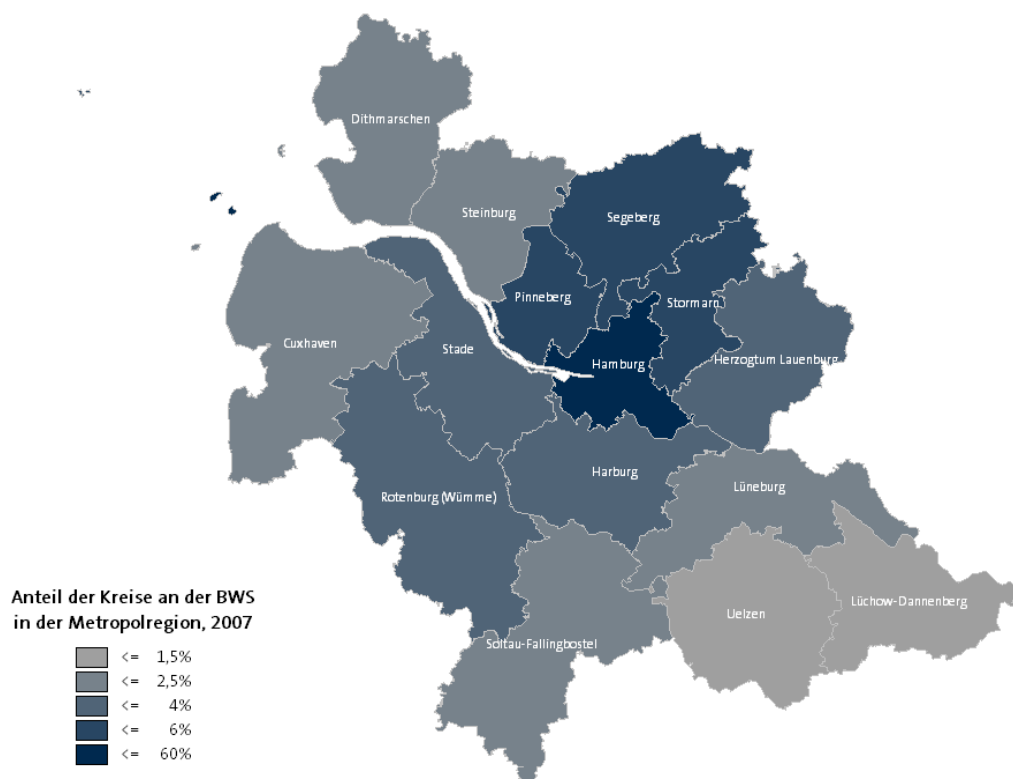 Dithmarschen
Steinburg
Segeberg
Pinneberg
Stormarn
Cuxhaven
Stade
Hamburg
Herzogtum Lauenburg
Harburg
Rotenburg (Wümme)
Lüneburg
Lüchow-Dannenberg
Uelzen
Soltau-Fallingbostel
Anteil der Kreise an der BWS
in der Metropolregion, 2007
<= 1,5%
<= 2,5%
<= 4%
<= 6%
<= 60%